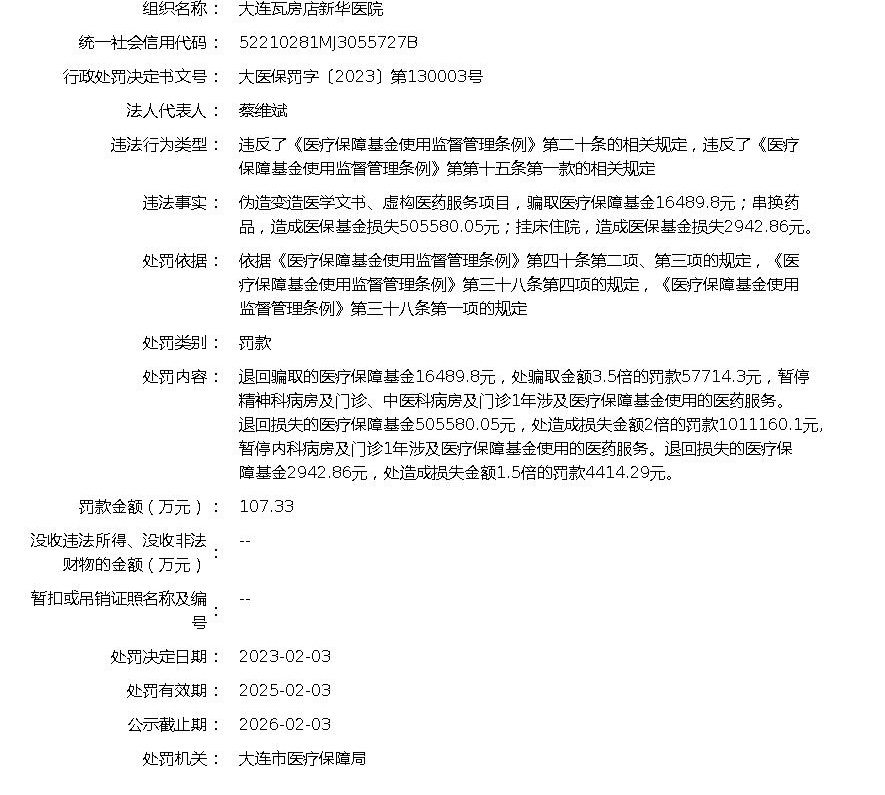 组织名称： 大连瓦房店新华医院
统一社会信用代码： 52210281MJ3055727B
行政处罚决定书文号： 大医保罚字〔2023〕第130003号
法人代表人： 蔡维斌
违法行为类型： 违反了《医疗保障基金使用监督管理条例》第二十条的相关规定，违反了《医疗
保障基金使用监督管理条例》第第十五条第一款的相关规定
违法事实： 伪造变造医学文书、虚构医药服务项目，骗取医疗保障基金16489.8元；串换药
品，造成医保基金损失505580.05元；挂床住院，造成医保基金损失2942.86元。
处罚依据： 依据《医疗保障基金使用监督管理条例》第四十条第二项、第三项的规定，《医
疗保障基金使用监督管理条例》第三十八条第四项的规定，《医疗保障基金使用
监督管理条例》第三十八条第一项的规定
处罚类别： 罚款
处罚内容： 退回骗取的医疗保障基金16489.8元，处骗取金额3.5倍的罚款57714.3元，暂停
精神科病房及门诊、中医科病房及门诊1年涉及医疗保障基金使用的医药服务。
退回损失的医疗保障基金505580.05元，处造成损失金额2倍的罚款1011160.1元,
暂停内科病房及门诊1年涉及医疗保障基金使用的医药服务。退回损失的医疗保
障基金2942.86元，处造成损失金额1.5倍的罚款4414.29元。
罚款金额（万元）： 107.33
没收违法所得、没收非法
财物的金额（万元）： --
暂扣或吊销证照名称及编
号： --
处罚决定日期： 2023-02-03
处罚有效期： 2025-02-03
公示截止期： 2026-02-03
处罚机关： 大连市医疗保障局